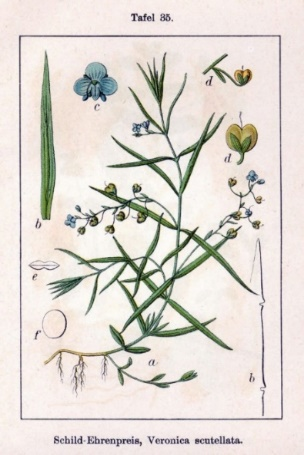 Tafel 35.
d
c
d
b
e
f
a
b
Schild-Ehrenpreis, Veronica scutellata.